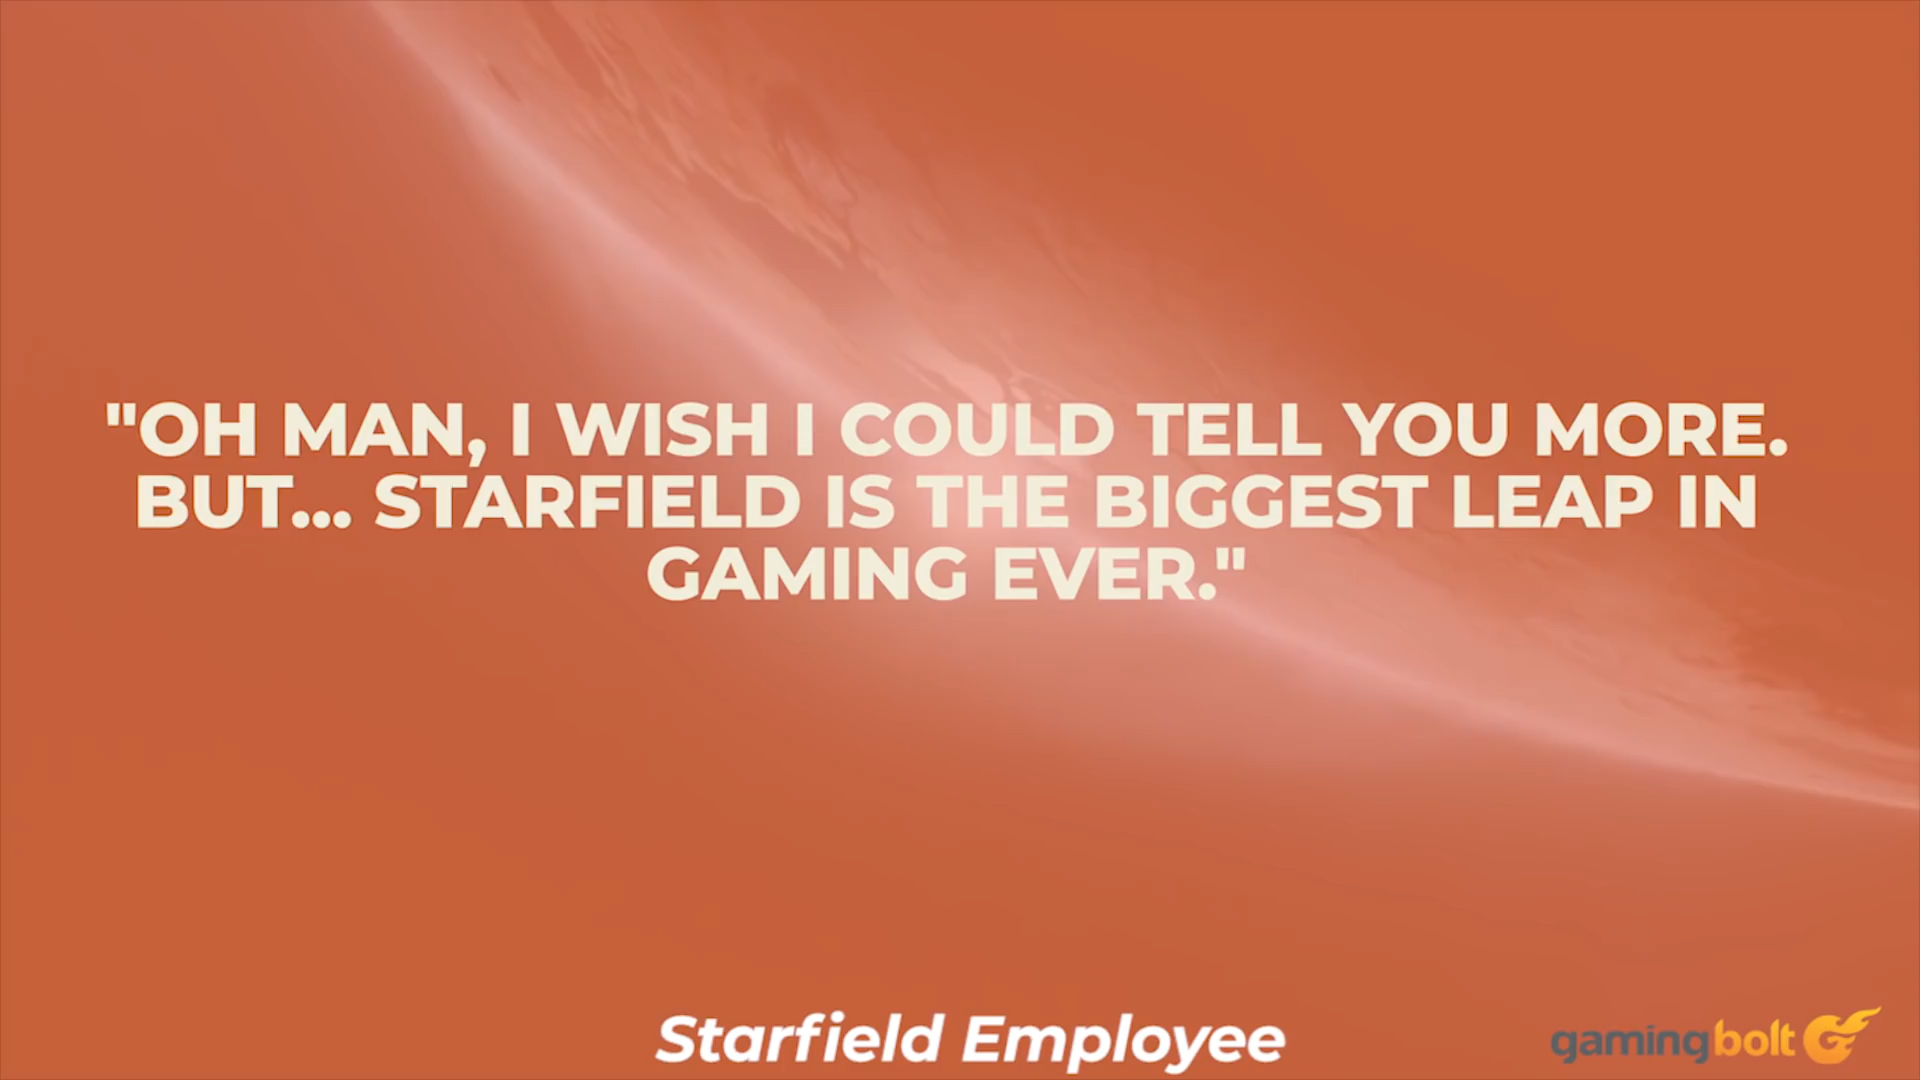 "OH MAN, I WISH I COULD TELL YOU MORE.
BUT... STARFIELD IS THE BIGGEST LEAP IN
GAMING EVER."
Starfield Employee
gamingbolt